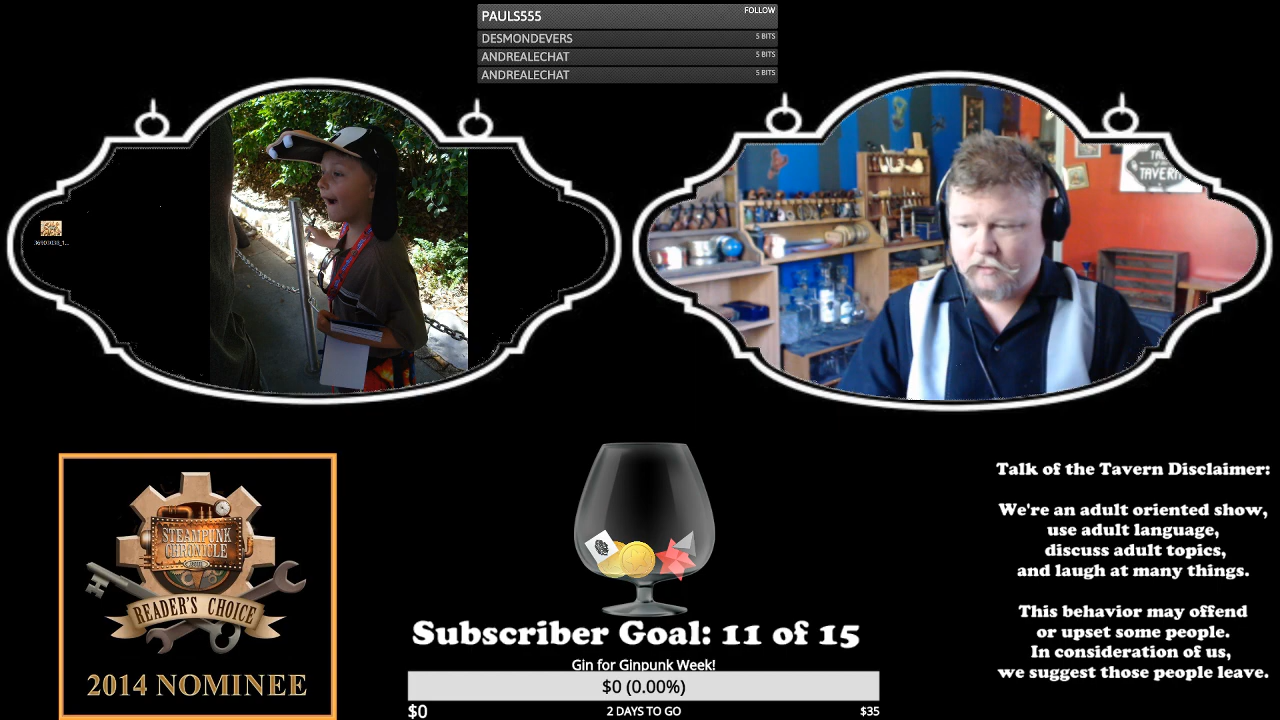 PAULS555 FOLLOW
DESMONDEVERS 5 BITS
ANDREALECHAT 5 BITS
ANDREALECHAT 5 BITS
TAVERN
STEAMPUNK
CHRONICLE
READER'S CHOICE
2014 NOMINEE
Subscriber Goal: 11 of 15
Gin for Ginpunk Week!
$0 (0.00%)
$0 2 DAYS TO GO $35
Talk of the Tavern Disclaimer:
We're an adult oriented show,
use adult language,
discuss adult topics,
and laugh at many things.
This behavior may offend
or upset some people.
In consideration of us,
we suggest those people leave.